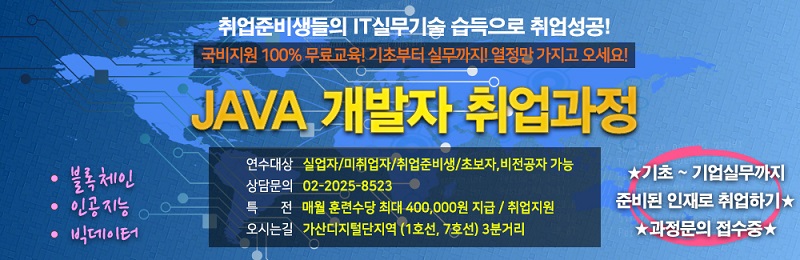 취업준비생들의 IT실무기술 습득으로 취업성공!
국비지원 100% 무료교육! 기초부터 실무까지! 열정만 가지고 오세요!
JAVA 개발자 취업과정
• 블록체인
• 인공지능
• 빅데이터
연수대상 실업자/미취업자/취업준비생/초보자,비전공자 가능
상담문의 02-2025-8523
특 전 매월 훈련수당 최대 400,000원 지급 / 취업지원
오시는길 가산디지털단지역 (1호선, 7호선) 3분거리
★기초 ~ 기업실무까지
준비된 인재로 취업하기★
★과정문의 접수중★